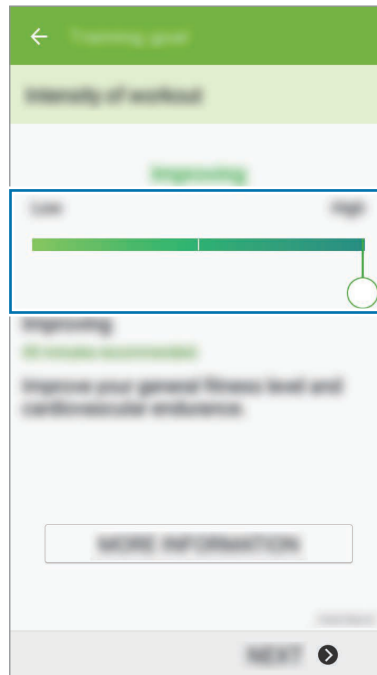 Training goal
Intensity of workout
Improving
Low High
Improving
Improve your general fitness level and
cardiovascular endurance.
MORE INFORMATION
NEXT